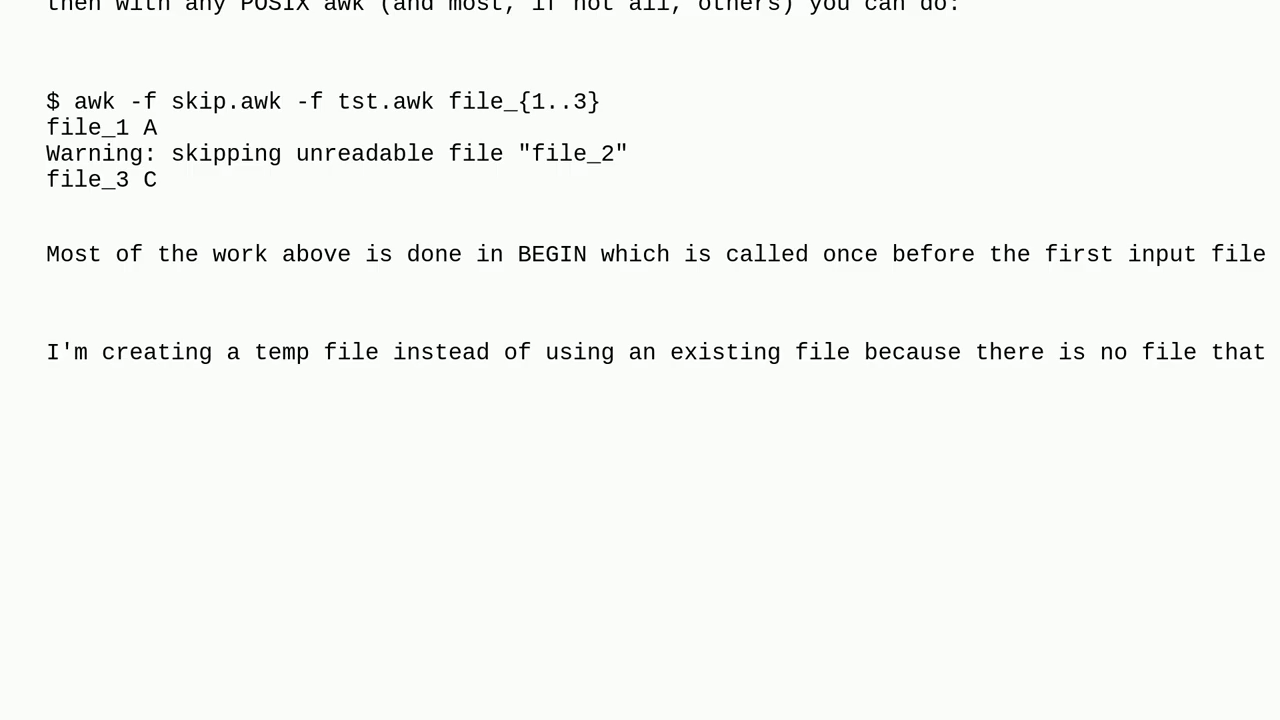 then with any POSIX awk (and most, if not all, others) you can do:
$ awk -f skip.awk -f tst.awk file_{1..3}
file_1 A
Warning: skipping unreadable file "file_2"
file_3 C
Most of the work above is done in BEGIN which is called once before the first input file
I'm creating a temp file instead of using an existing file because there is no file that